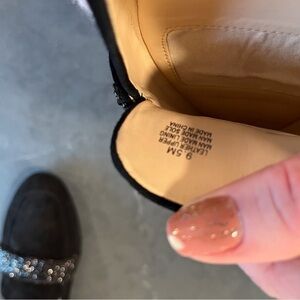 9.5M
LEATHER UPPER
MAN MADE LINING
MAN MADE SOLE
MADE IN CHINA